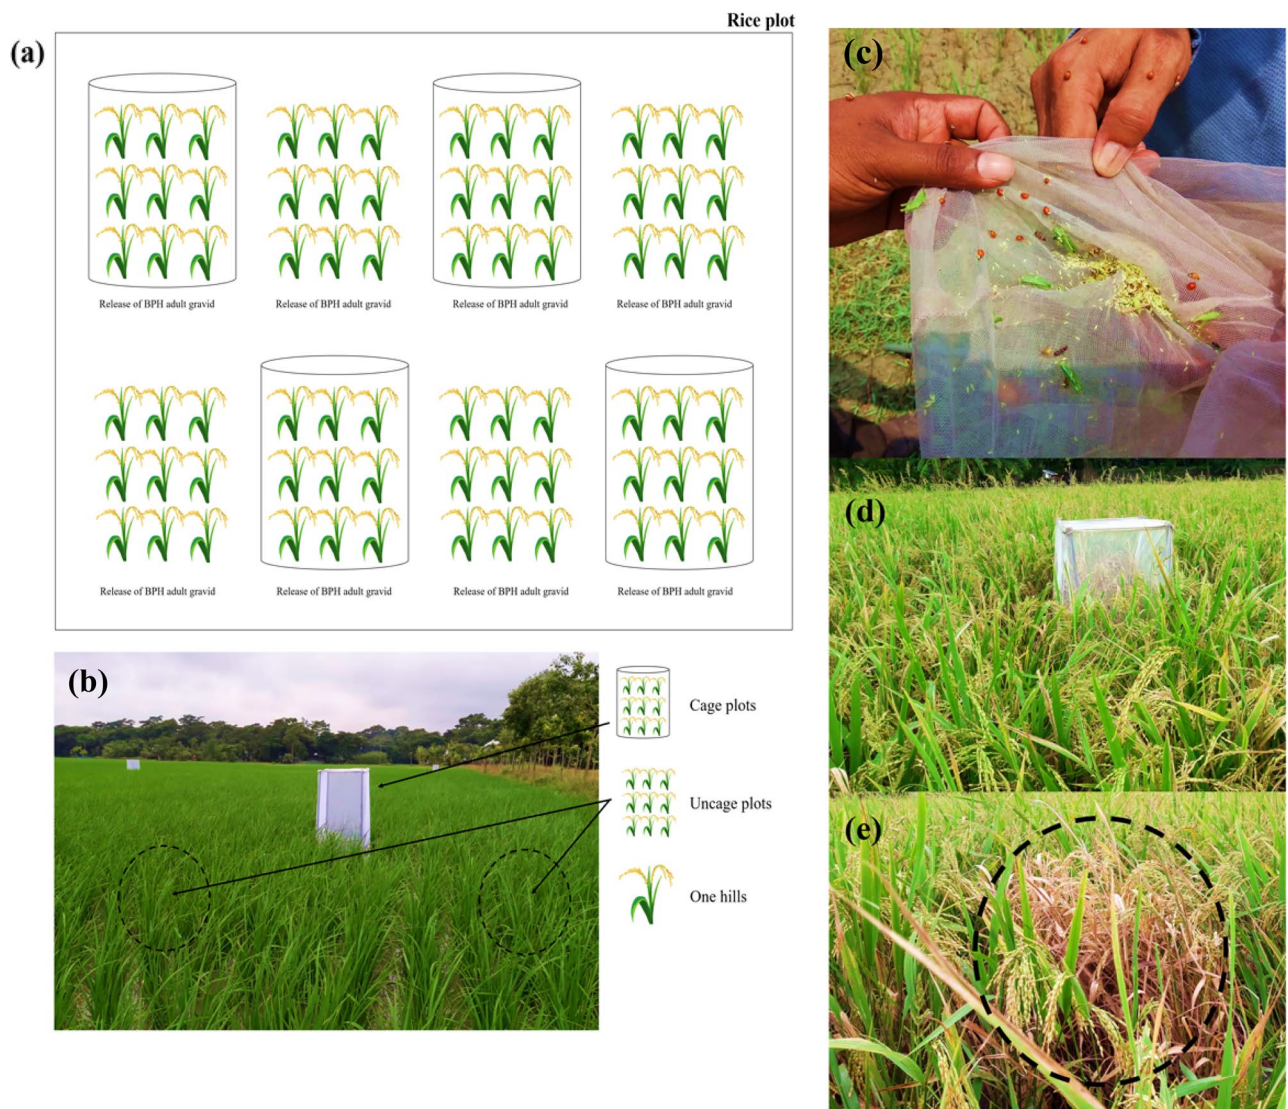 Rice plot
(a)
Release of BPH adult gravid
Release of BPH adult gravid
Release of BPH adult gravid
Release of BPH adult gravid
Release of BPH adult gravid
Release of BPH adult gravid
Release of BPH adult gravid
Release of BPH adult gravid
(b)
Cage plots
Uncage plots
One hills
(c)
(d)
(e)